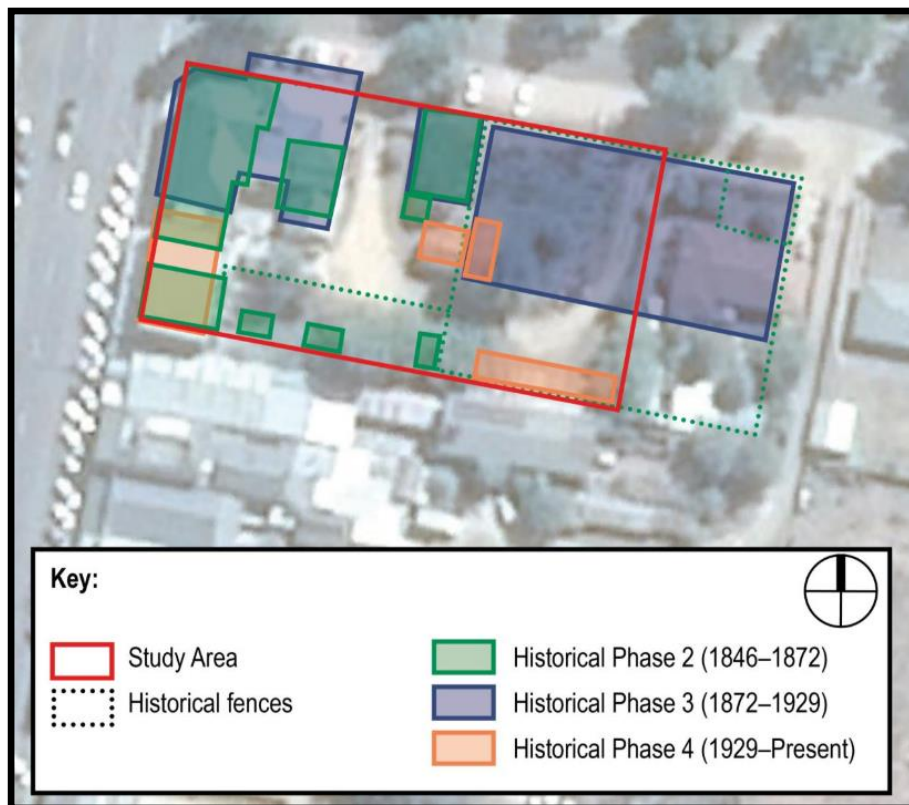 Key:
Study Area
Historical fences
Historical Phase 2 (1846–1872)
Historical Phase 3 (1872–1929)
Historical Phase 4 (1929–Present)